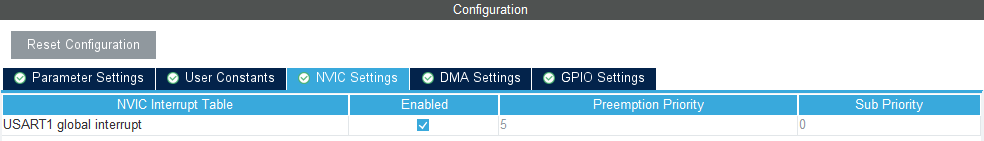 Configuration
Reset Configuration
Parameter Settings User Constants NVIC Settings DMA Settings GPIO Settings
NVIC Interrupt Table Enabled Preemption Priority Sub Priority
USART1 global interrupt 5 0